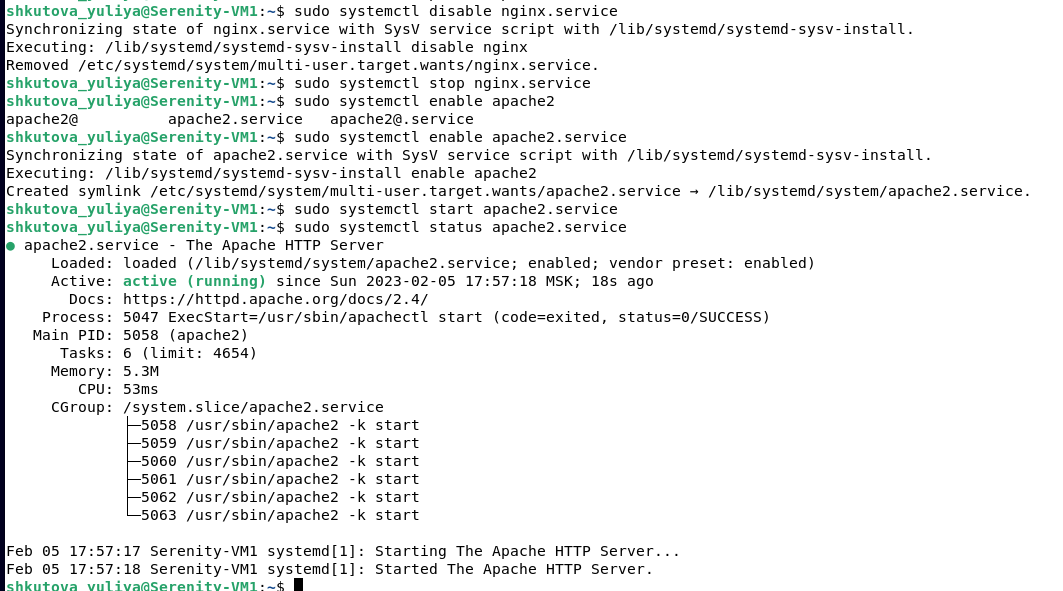 shkutova_yuliya@Serenity-VM1:~$ sudo systemctl disable nginx.service
Synchronizing state of nginx.service with SysV service script with /lib/systemd/systemd-sysv-install.
Executing: /lib/systemd/systemd-sysv-install disable nginx
Removed /etc/systemd/system/multi-user.target.wants/nginx.service.
shkutova_yuliya@Serenity-VM1:~$ sudo systemctl stop nginx.service
shkutova_yuliya@Serenity-VM1:~$ sudo systemctl enable apache2
apache2@          apache2.service   apache2@.service
shkutova_yuliya@Serenity-VM1:~$ sudo systemctl enable apache2.service
Synchronizing state of apache2.service with SysV service script with /lib/systemd/systemd-sysv-install.
Executing: /lib/systemd/systemd-sysv-install enable apache2
Created symlink /etc/systemd/system/multi-user.target.wants/apache2.service → /lib/systemd/system/apache2.service.
shkutova_yuliya@Serenity-VM1:~$ sudo systemctl start apache2.service
shkutova_yuliya@Serenity-VM1:~$ sudo systemctl status apache2.service
● apache2.service - The Apache HTTP Server
     Loaded: loaded (/lib/systemd/system/apache2.service; enabled; vendor preset: enabled)
     Active: active (running) since Sun 2023-02-05 17:57:18 MSK; 18s ago
       Docs: https://httpd.apache.org/docs/2.4/
    Process: 5047 ExecStart=/usr/sbin/apachectl start (code=exited, status=0/SUCCESS)
   Main PID: 5058 (apache2)
      Tasks: 6 (limit: 4654)
     Memory: 5.3M
        CPU: 53ms
     CGroup: /system.slice/apache2.service
             ├─5058 /usr/sbin/apache2 -k start
             ├─5059 /usr/sbin/apache2 -k start
             ├─5060 /usr/sbin/apache2 -k start
             ├─5061 /usr/sbin/apache2 -k start
             ├─5062 /usr/sbin/apache2 -k start
             └─5063 /usr/sbin/apache2 -k start

Feb 05 17:57:17 Serenity-VM1 systemd[1]: Starting The Apache HTTP Server...
Feb 05 17:57:18 Serenity-VM1 systemd[1]: Started The Apache HTTP Server.
shkutova_yuliya@Serenity-VM1:~$